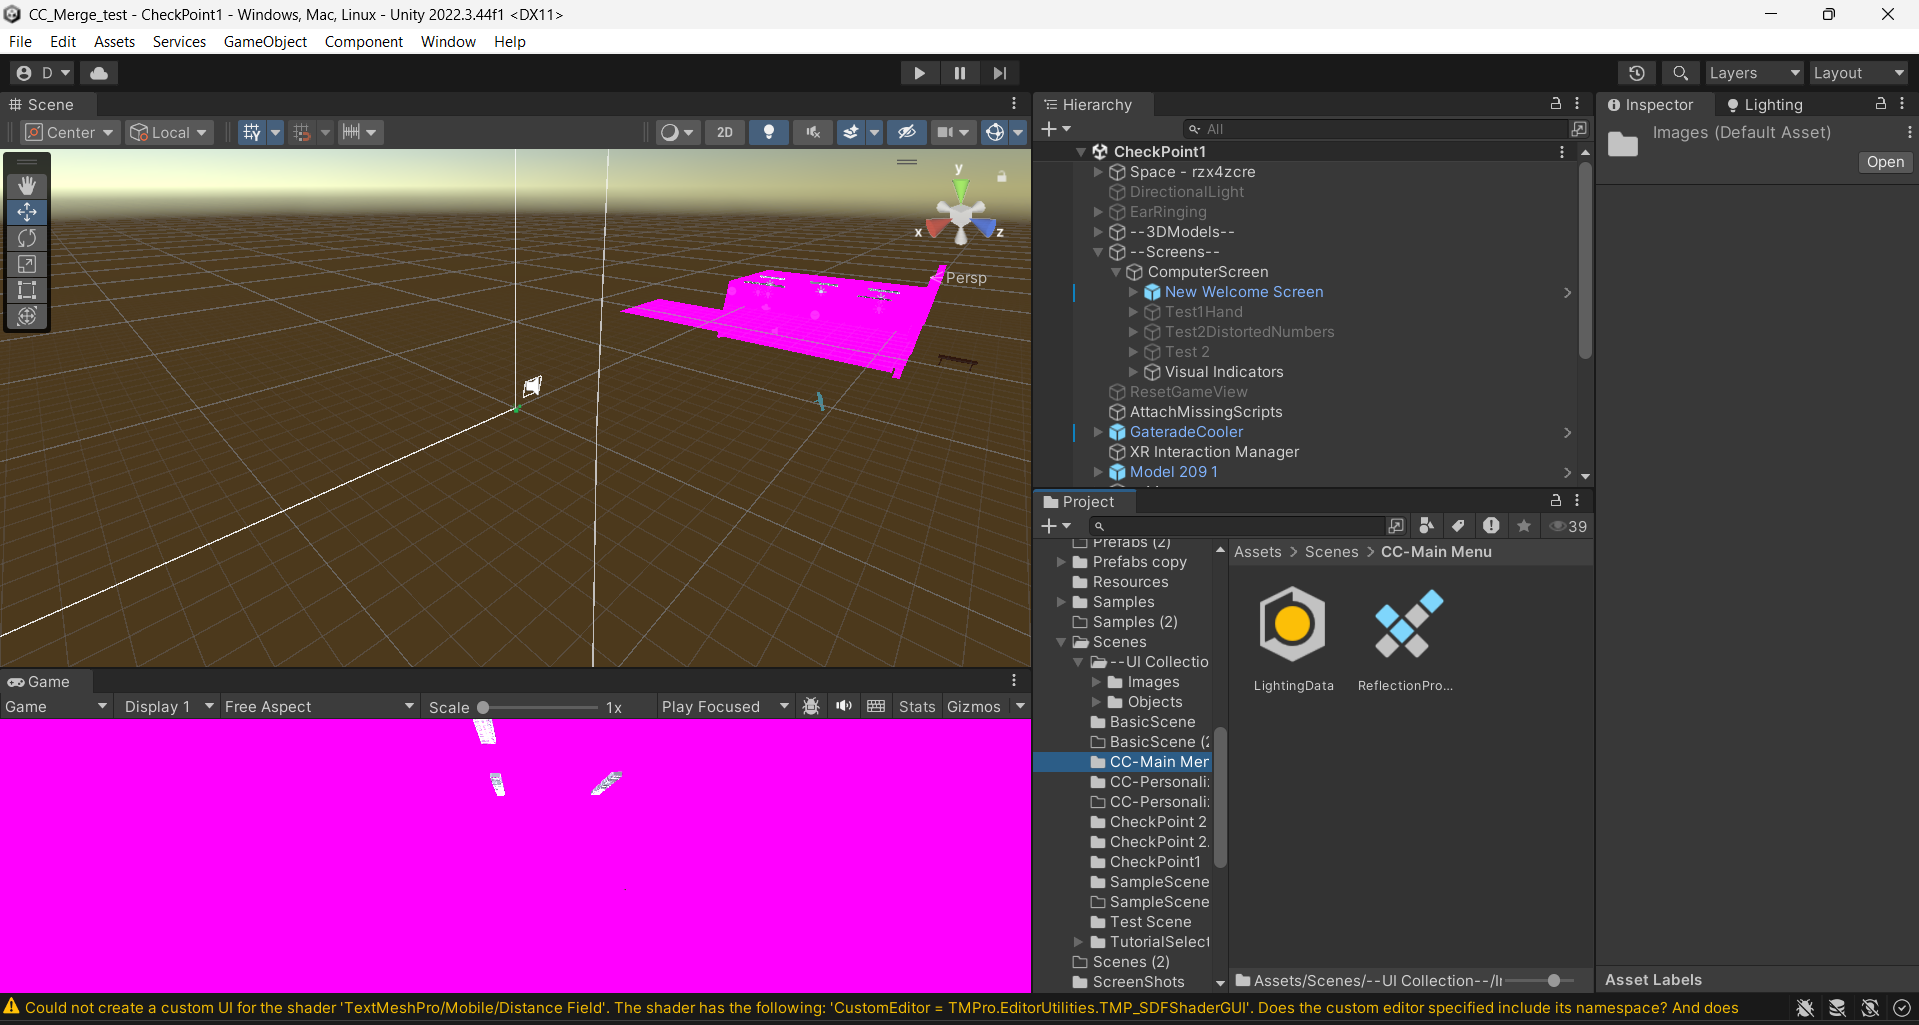 CC_Merge_test - CheckPoint1 - Windows, Mac, Linux - Unity 2022.3.44f1 <DX11>
File Edit Assets Services GameObject Component Window Help
D
Layers
Layout
Scene
Center
Local
2D
y
x
z
Persp
Game
Game
Display 1
Free Aspect
Scale
1x
Play Focused
Stats
Gizmos
Hierarchy
All
CheckPoint1
Space - rzx4zcre
DirectionalLight
EarRinging
--3DModels--
--Screens--
ComputerScreen
New Welcome Screen
Test1Hand
Test2DistortedNumbers
Test 2
Visual Indicators
ResetGameView
AttachMissingScripts
GateradeCooler
XR Interaction Manager
Model 209 1
Project
39
Prefabs (2)
Prefabs copy
Resources
Samples
Samples (2)
Scenes
--UI Collectio
Images
Objects
BasicScene
BasicScene (2
CC-Main Mer
CC-Personali
CC-Personali
CheckPoint 2
CheckPoint 2.
CheckPoint1
SampleScene
SampleScene
Test Scene
TutorialSelect
Scenes (2)
ScreenShots
Assets > Scenes > CC-Main Menu
LightingData
ReflectionPro...
Assets/Scenes/--UI Collection--/Ir
Inspector
Lighting
Images (Default Asset)
Open
Asset Labels
Could not create a custom UI for the shader 'TextMeshPro/Mobile/Distance Field'. The shader has the following: 'CustomEditor = TMPro.EditorUtilities.TMP_SDFShaderGUI'. Does the custom editor specified include its namespace? And does